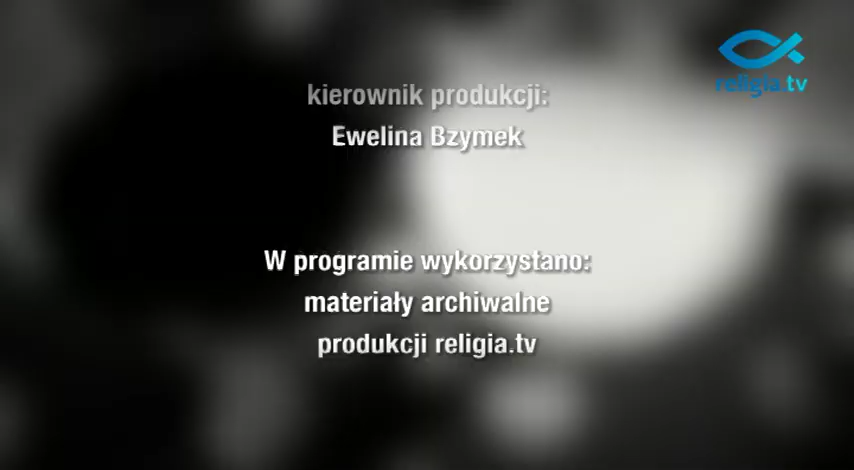 religia.tv
kierownik produkcji:
Ewelina Bzymek
W programie wykorzystano:
materiały archiwalne
produkcji religia.tv